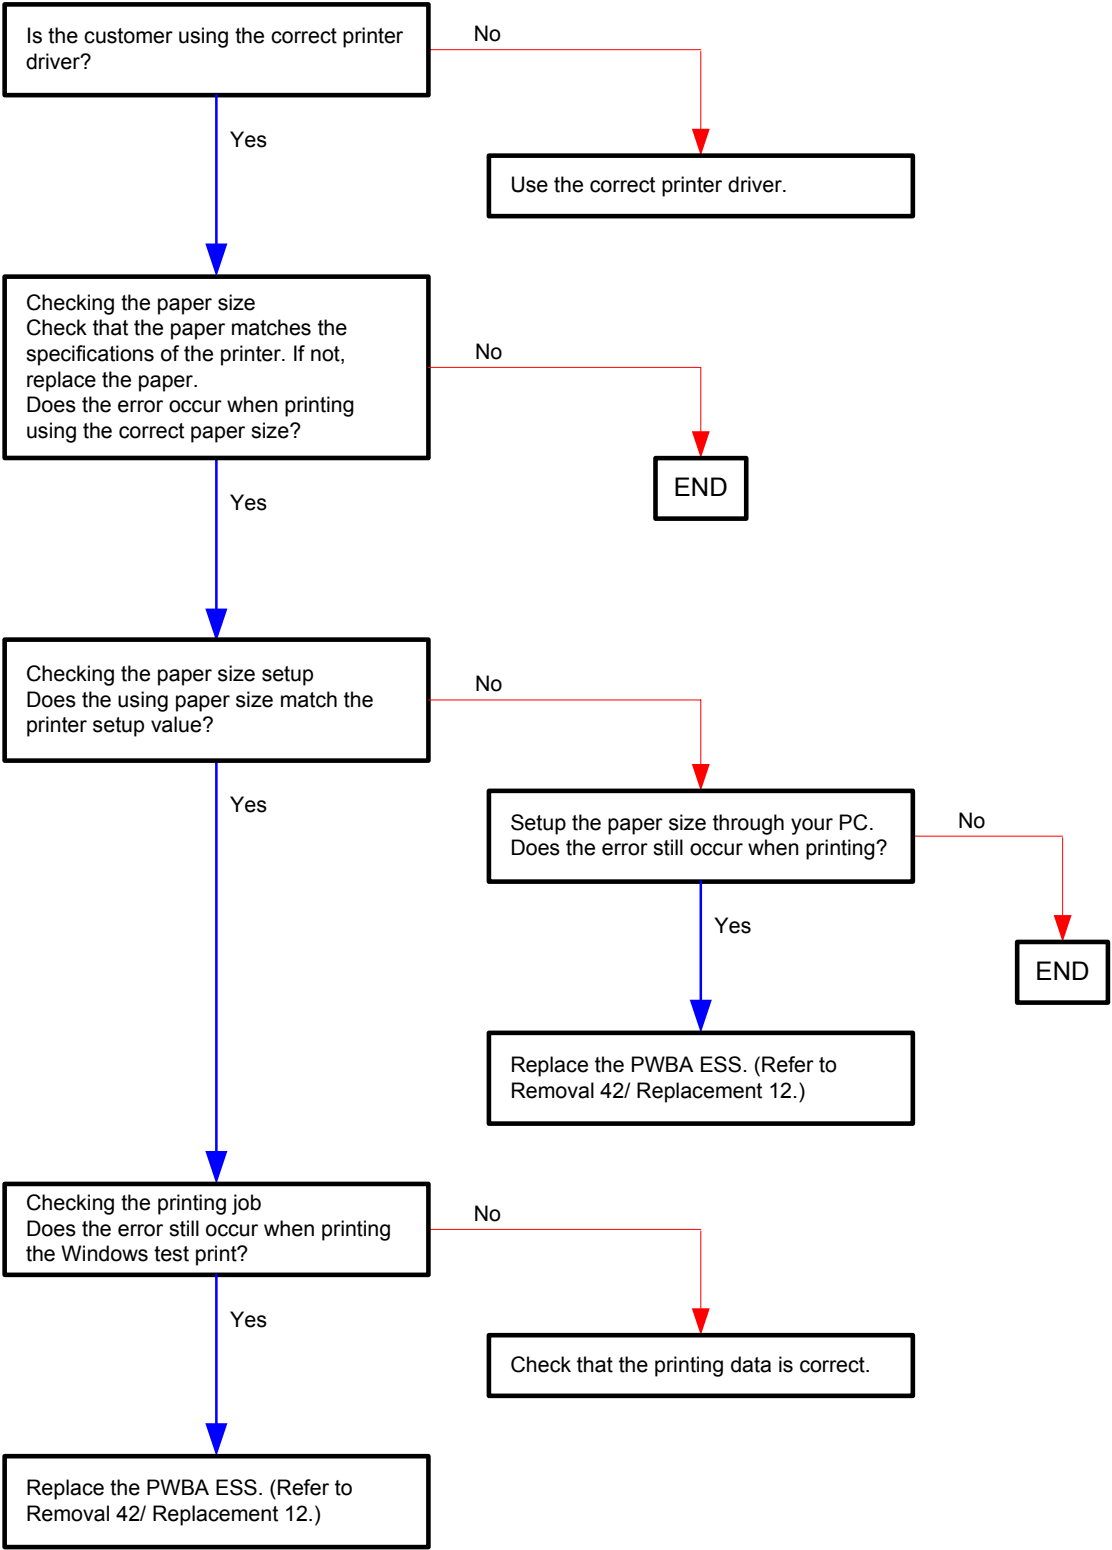 Is the customer using the correct printer
driver?
No
Yes
Use the correct printer driver.
Checking the paper size
Check that the paper matches the
specifications of the printer. If not,
replace the paper.
Does the error occur when printing
using the correct paper size?
No
END
Yes
Checking the paper size setup
Does the using paper size match the
printer setup value?
No
Yes
Setup the paper size through your PC.
Does the error still occur when printing?
No
Yes
END
Replace the PWBA ESS. (Refer to
Removal 42/ Replacement 12.)
Checking the printing job
Does the error still occur when printing
the Windows test print?
No
Yes
Check that the printing data is correct.
Replace the PWBA ESS. (Refer to
Removal 42/ Replacement 12.)